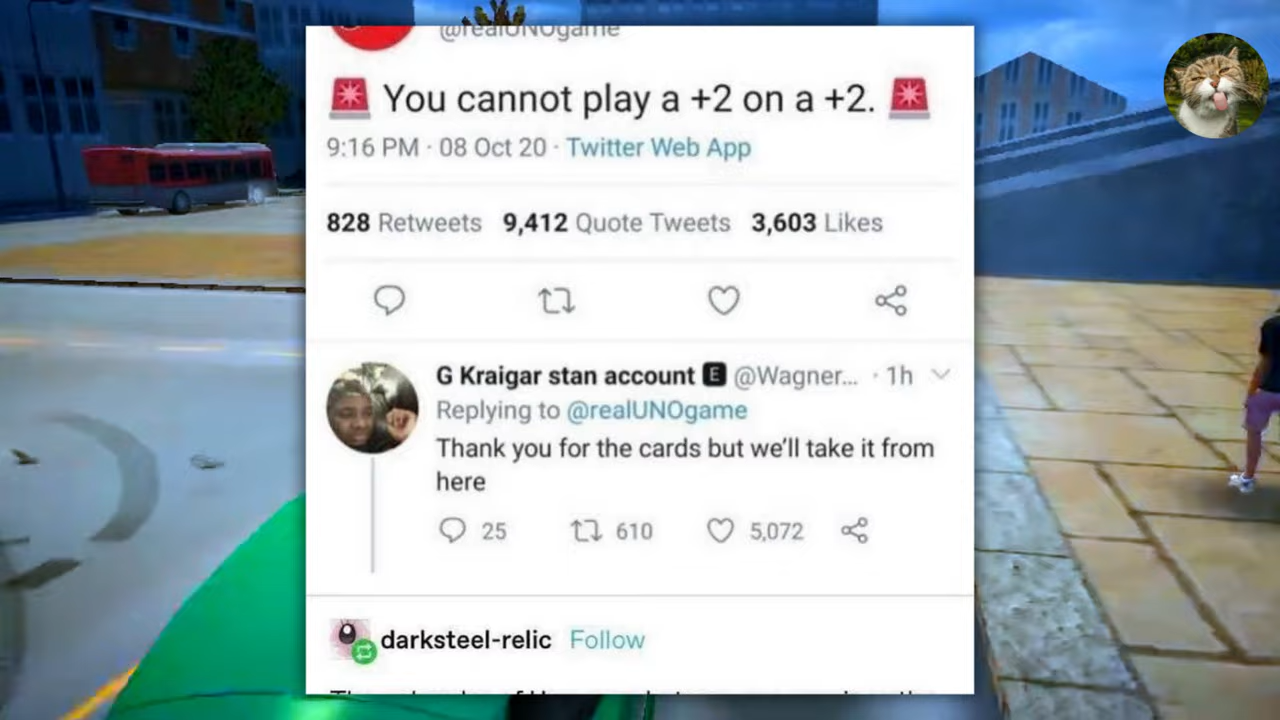 @realUNOgame
You cannot play a +2 on a +2.
9:16 PM · 08 Oct 20 · Twitter Web App
828 Retweets 9,412 Quote Tweets 3,603 Likes
G Kraigar stan account E @Wagner... · 1h
Replying to @realUNOgame
Thank you for the cards but we'll take it from
here
25 610 5,072
darksteel-relic Follow